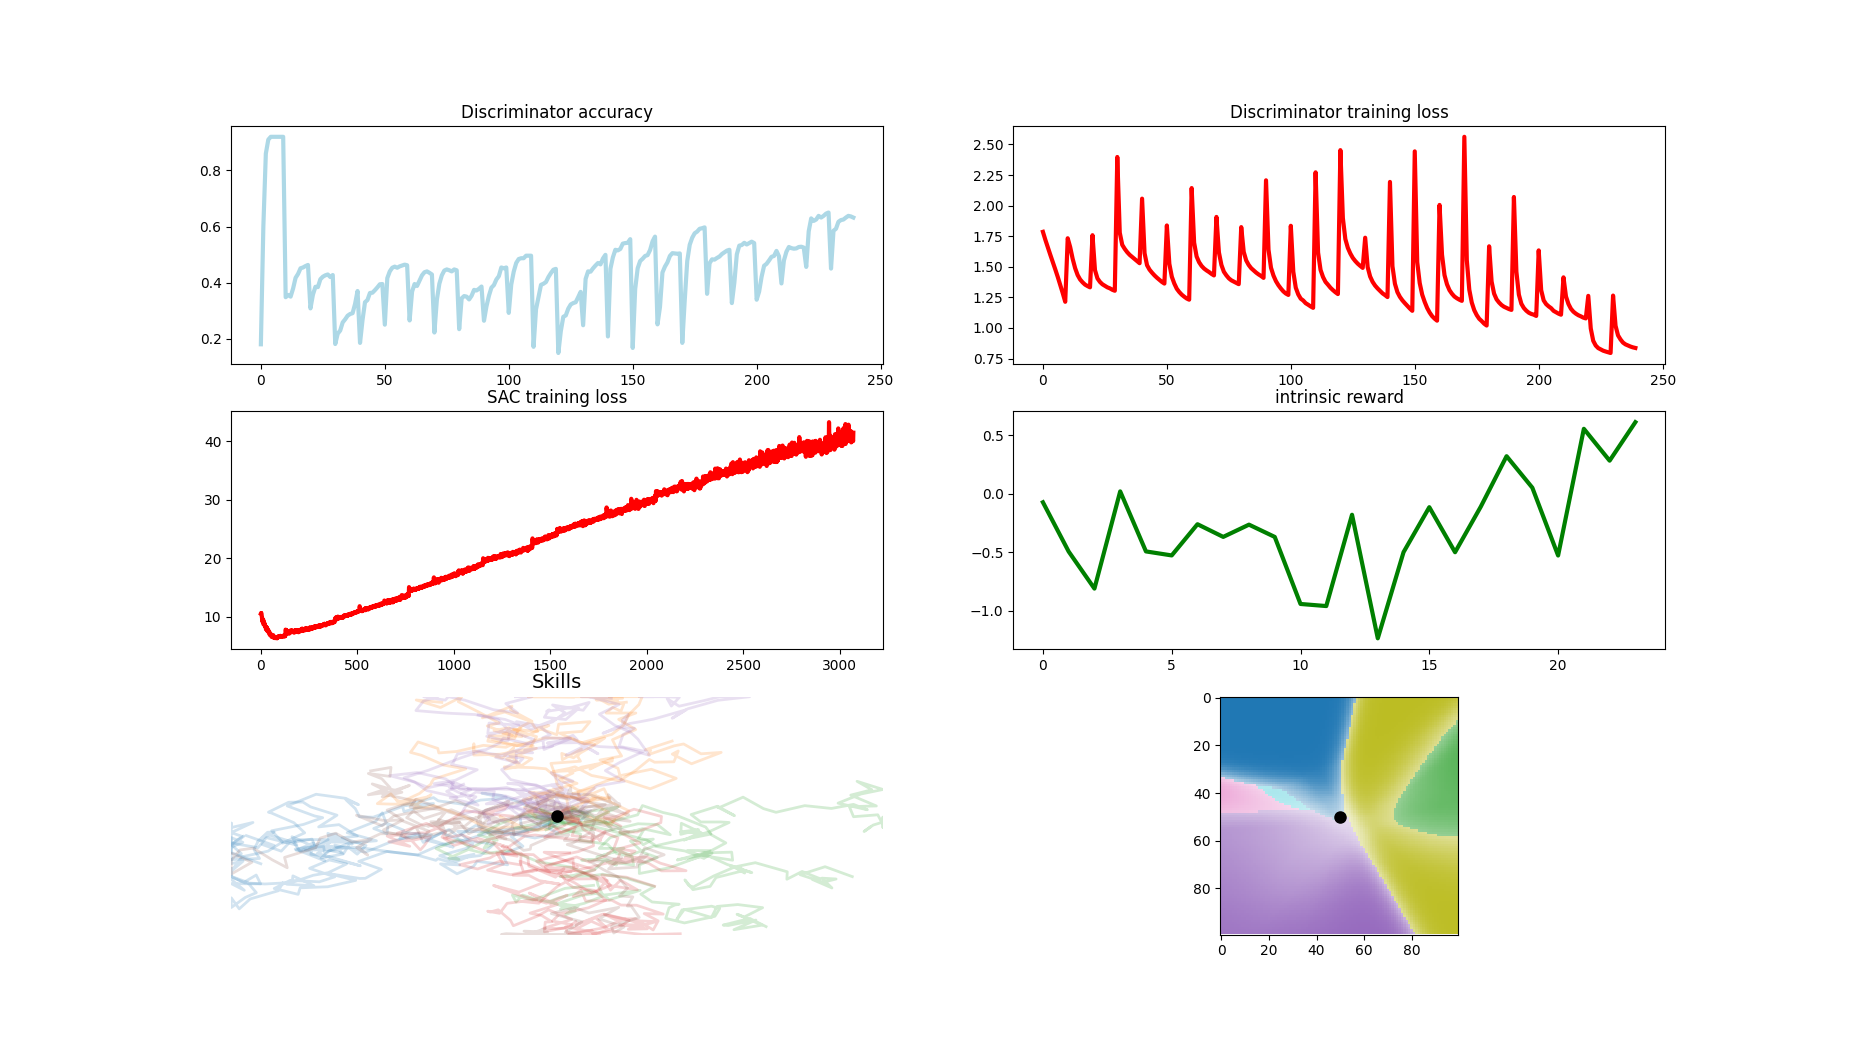 Discriminator accuracy
0.8
0.6
0.4
0.2
0 50 100 150 200 250
Discriminator training loss
2.50
2.25
2.00
1.75
1.50
1.25
1.00
0.75
0 50 100 150 200 250
SAC training loss
40
30
20
10
0 500 1000 1500 2000 2500 3000
intrinsic reward
0.5
0.0
−0.5
−1.0
0 5 10 15 20
Skills
0
20
40
60
80
0 20 40 60 80